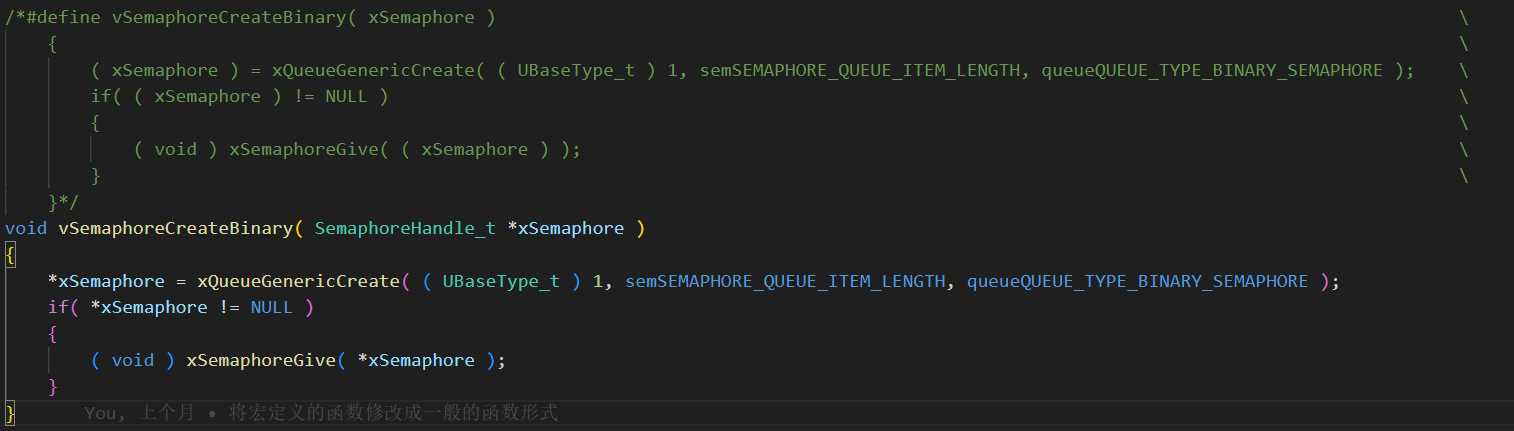 /*#define vSemaphoreCreateBinary( xSemaphore ) \
{ \
( xSemaphore ) = xQueueGenericCreate( ( UBaseType_t ) 1, semSEMAPHORE_QUEUE_ITEM_LENGTH, queueQUEUE_TYPE_BINARY_SEMAPHORE ); \
if( ( xSemaphore ) != NULL ) \
{ \
( void ) xSemaphoreGive( ( xSemaphore ) ); \
} \
}*/
void vSemaphoreCreateBinary( SemaphoreHandle_t *xSemaphore )
{
*xSemaphore = xQueueGenericCreate( ( UBaseType_t ) 1, semSEMAPHORE_QUEUE_ITEM_LENGTH, queueQUEUE_TYPE_BINARY_SEMAPHORE );
if( *xSemaphore != NULL )
{
( void ) xSemaphoreGive( *xSemaphore );
}
} You, 上个月 • 将宏定义的函数修改成一般的函数形式